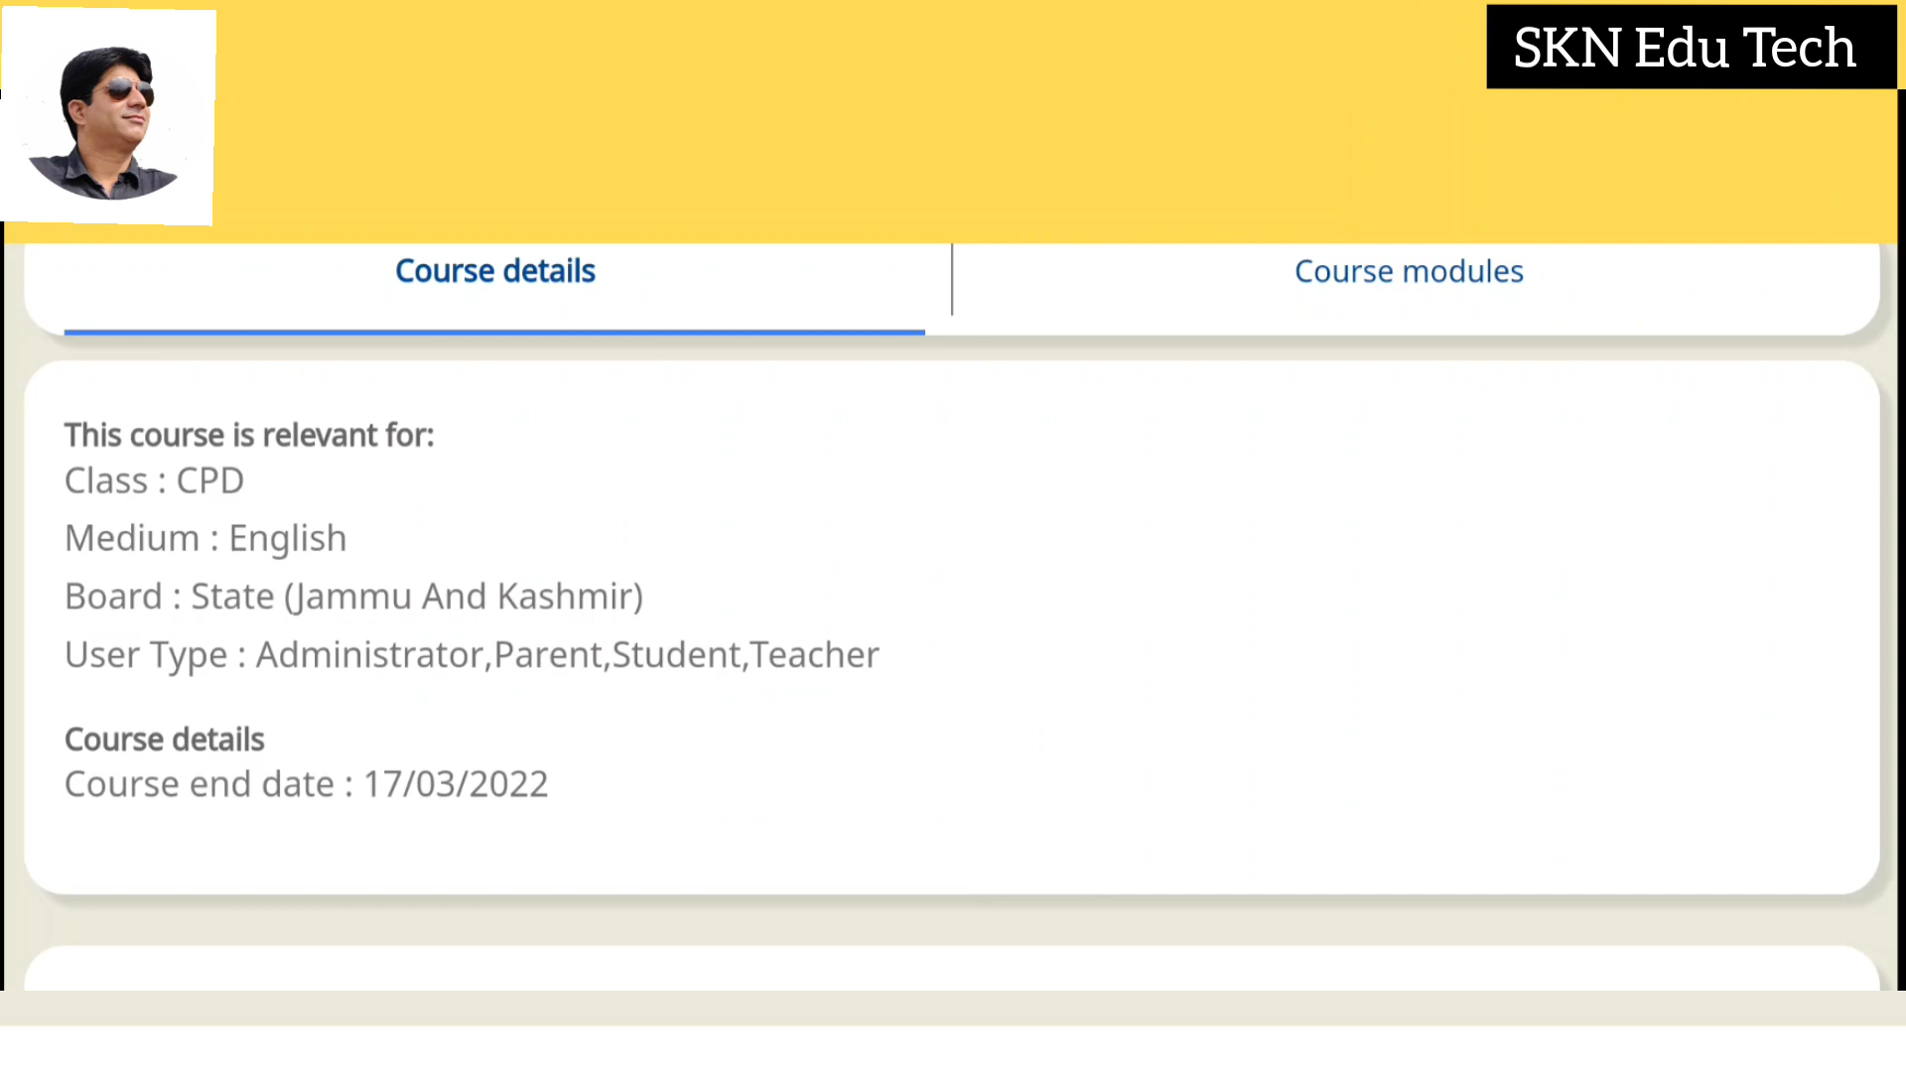 SKN Edu Tech
Course details
Course modules
This course is relevant for:
Class : CPD
Medium : English
Board : State (Jammu And Kashmir)
User Type : Administrator,Parent,Student,Teacher
Course details
Course end date : 17/03/2022